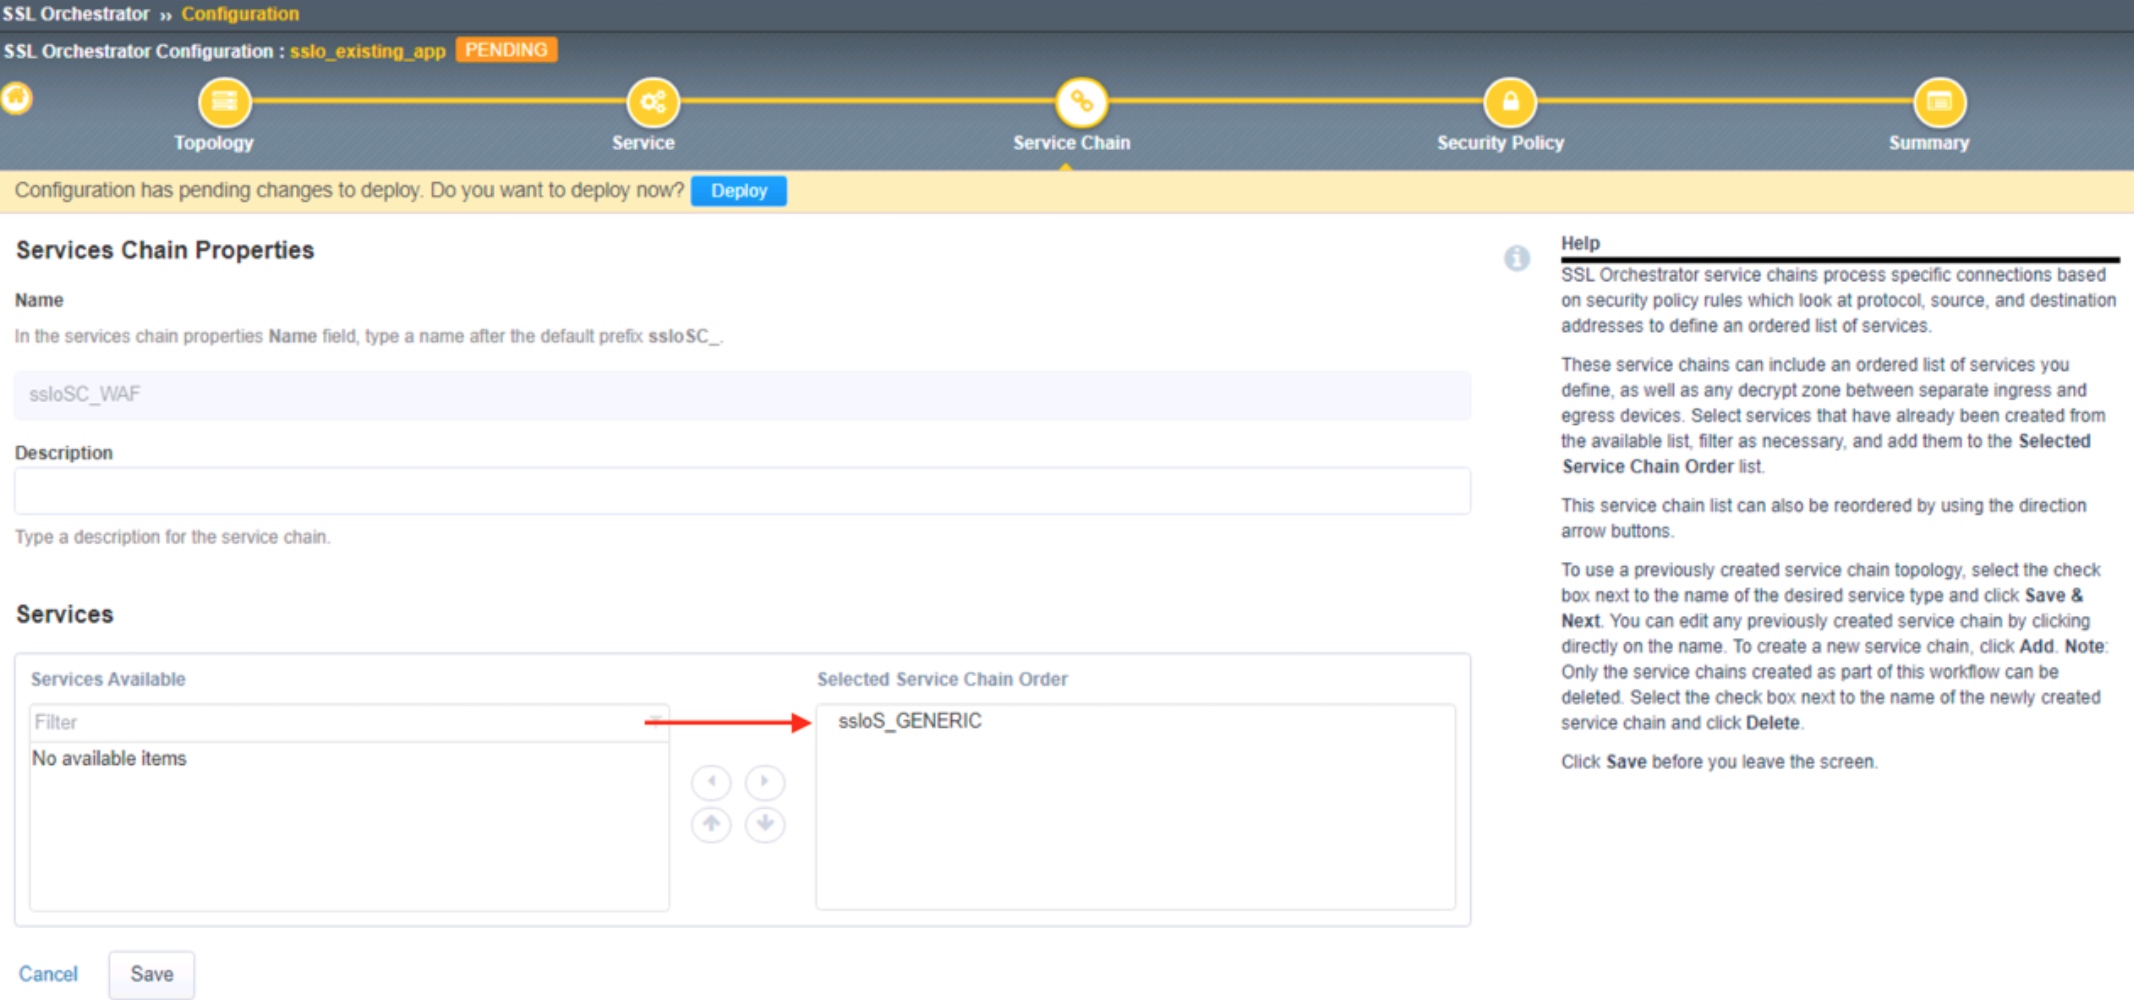 SSL Orchestrator ›› Configuration
SSL Orchestrator Configuration : sslo_existing_app PENDING
Topology
Service
Service Chain
Security Policy
Summary
Configuration has pending changes to deploy. Do you want to deploy now? Deploy
Services Chain Properties
Name
In the services chain properties Name field, type a name after the default prefix ssloSC_.
ssloSC_WAF
Description
Type a description for the service chain.
Services
Services Available
Filter
No available items
Selected Service Chain Order
ssloS_GENERIC
Cancel
Save
Help
SSL Orchestrator service chains process specific connections based
on security policy rules which look at protocol, source, and destination
addresses to define an ordered list of services.
These service chains can include an ordered list of services you
define, as well as any decrypt zone between separate ingress and
egress devices. Select services that have already been created from
the available list, filter as necessary, and add them to the Selected
Service Chain Order list.
This service chain list can also be reordered by using the direction
arrow buttons.
To use a previously created service chain topology, select the check
box next to the name of the desired service type and click Save &
Next. You can edit any previously created service chain by clicking
directly on the name. To create a new service chain, click Add. Note:
Only the service chains created as part of this workflow can be
deleted. Select the check box next to the name of the newly created
service chain and click Delete.
Click Save before you leave the screen.